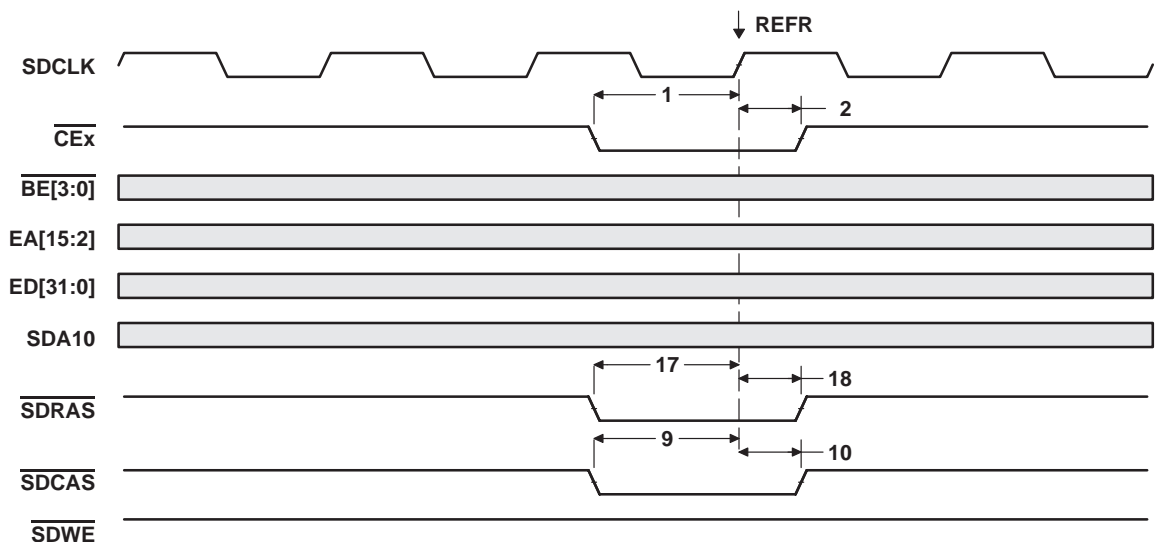 REFR
SDCLK
1
2
CEx
BE[3:0]
EA[15:2]
ED[31:0]
SDA10
17
18
SDRAS
9
10
SDCAS
SDWE